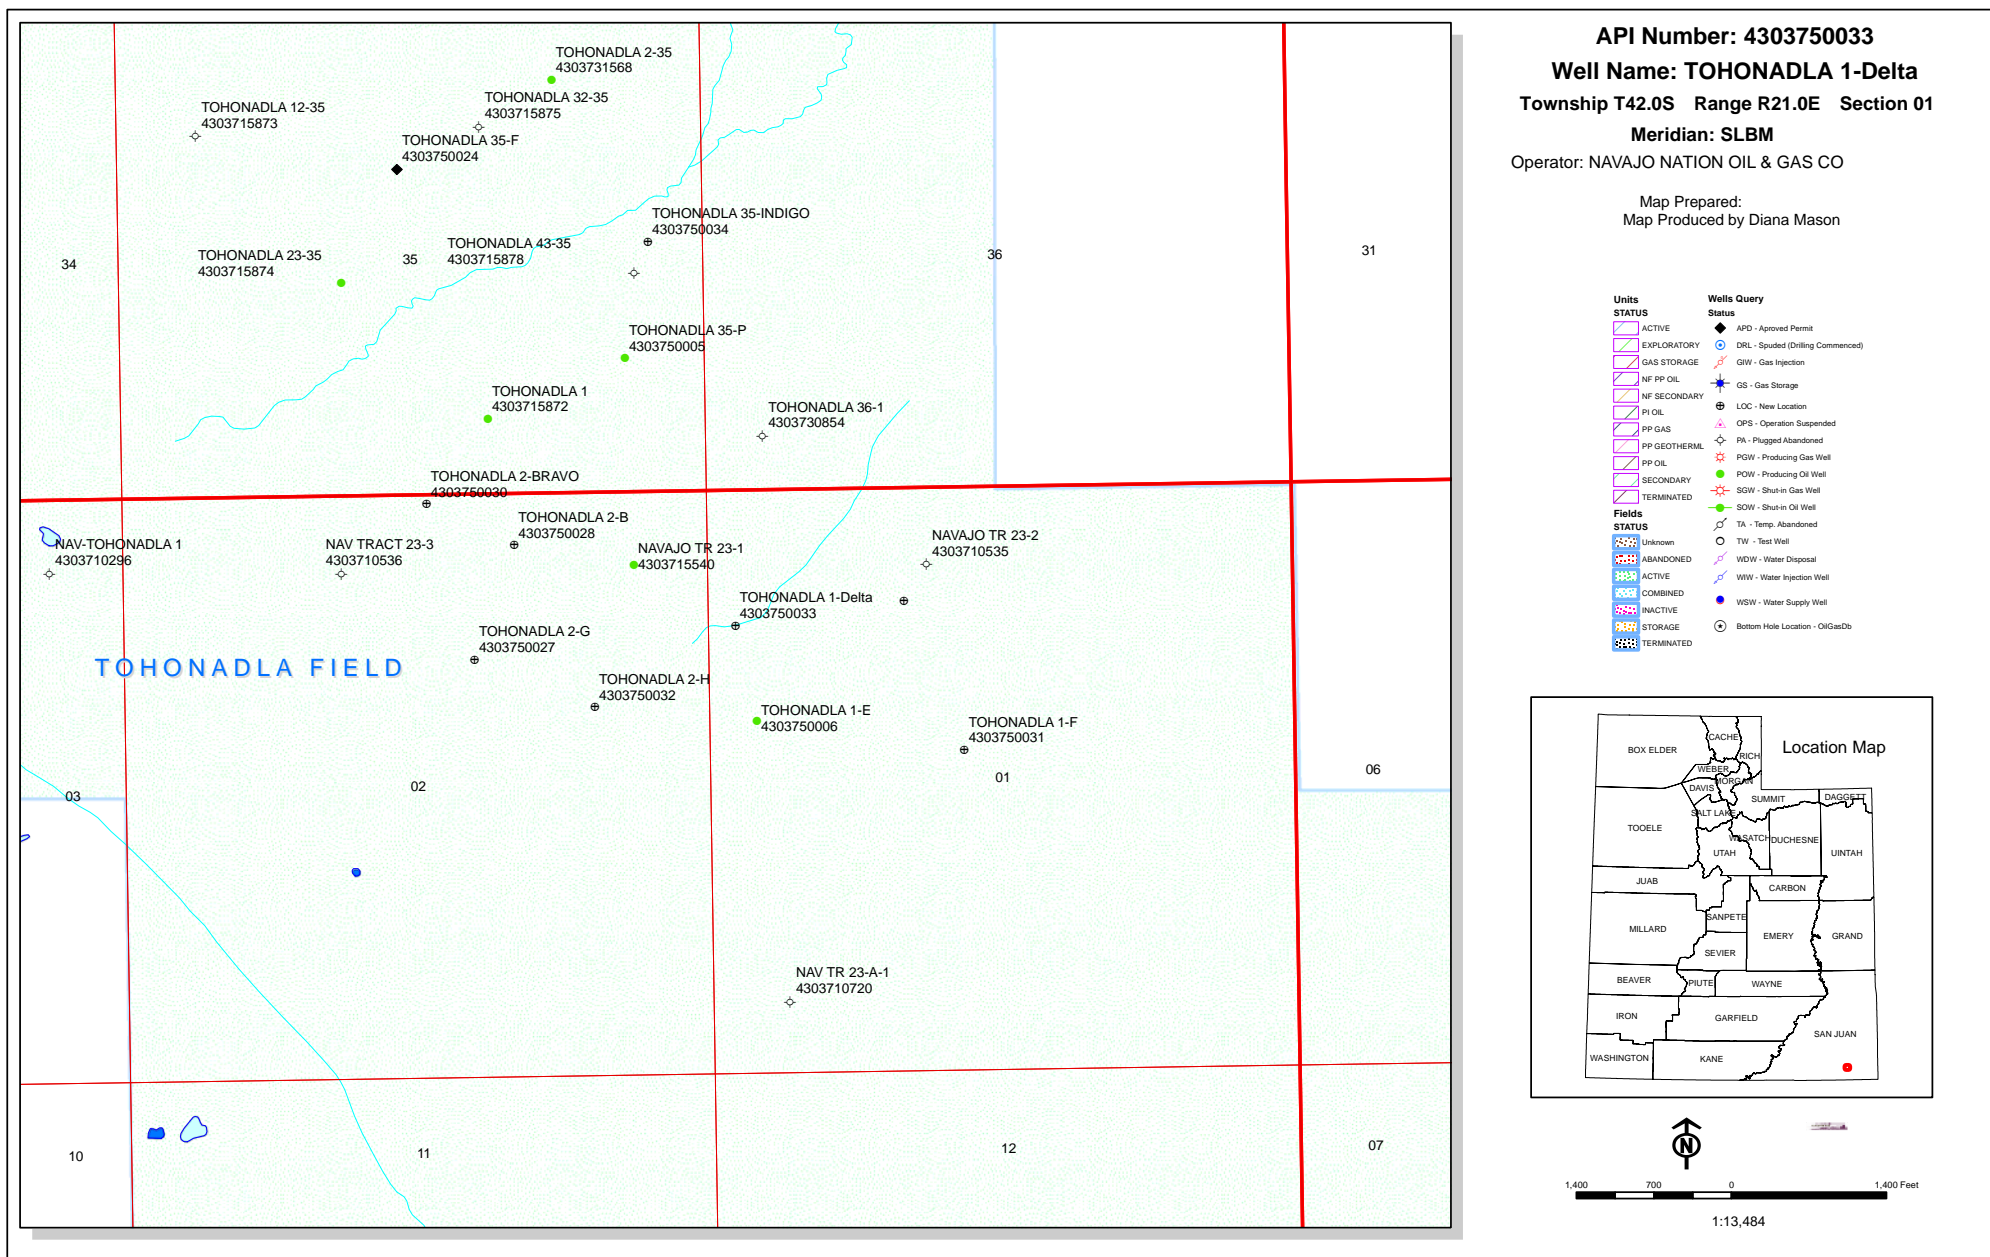 API Number: 4303750033
Well Name: TOHONADLA 1-Delta
Township T42.0S Range R21.0E Section 01
Meridian: SLBM
Operator: NAVAJO NATION OIL & GAS CO
Map Prepared:
Map Produced by Diana Mason
TOHONADLA 2-35
4303731568
TOHONADLA 12-35
4303715873
TOHONADLA 32-35
4303715875
TOHONADLA 35-F
4303750024
TOHONADLA 35-INDIGO
4303750034
TOHONADLA 23-35
4303715874
TOHONADLA 43-35
4303715878
34
35
36
31
TOHONADLA 35-P
4303750005
TOHONADLA 1
4303715872
TOHONADLA 36-1
4303730854
TOHONADLA 2-BRAVO
4303750030
TOHONADLA 2-B
4303750028
NAV-TOHONADLA 1
4303710296
NAV TRACT 23-3
4303710536
NAVAJO TR 23-1
4303715540
NAVAJO TR 23-2
4303710535
TOHONADLA 1-Delta
4303750033
TOHONADLA 2-G
4303750027
TOHONADLA FIELD
TOHONADLA 2-H
4303750032
TOHONADLA 1-E
4303750006
TOHONADLA 1-F
4303750031
03
02
01
06
NAV TR 23-A-1
4303710720
10
11
12
07
Units
STATUS
ACTIVE
EXPLORATORY
GAS STORAGE
NF PP OIL
NF SECONDARY
PI OIL
PP GAS
PP GEOTHERML
PP OIL
SECONDARY
TERMINATED
Fields
STATUS
Unknown
ABANDONED
ACTIVE
COMBINED
INACTIVE
STORAGE
TERMINATED
Wells Query
Status
APD - Aproved Permit
DRL - Spuded (Drilling Commenced)
GIW - Gas Injection
GS - Gas Storage
LOC - New Location
OPS - Operation Suspended
PA - Plugged Abandoned
PGW - Producing Gas Well
POW - Producing Oil Well
SGW - Shut-in Gas Well
SOW - Shut-in Oil Well
TA - Temp. Abandoned
TW - Test Well
WDW - Water Disposal
WIW - Water Injection Well
WSW - Water Supply Well
Bottom Hole Location - OilGasDb
Location Map
BOX ELDER
CACHE
RICH
WEBER
MORGAN
DAVIS
SUMMIT
DAGGETT
SALT LAKE
TOOELE
WASATCH
DUCHESNE
UTAH
UINTAH
JUAB
CARBON
SANPETE
MILLARD
EMERY
GRAND
SEVIER
BEAVER
PIUTE
WAYNE
IRON
GARFIELD
SAN JUAN
WASHINGTON
KANE
N
1,400 700 0 1,400 Feet
1:13,484